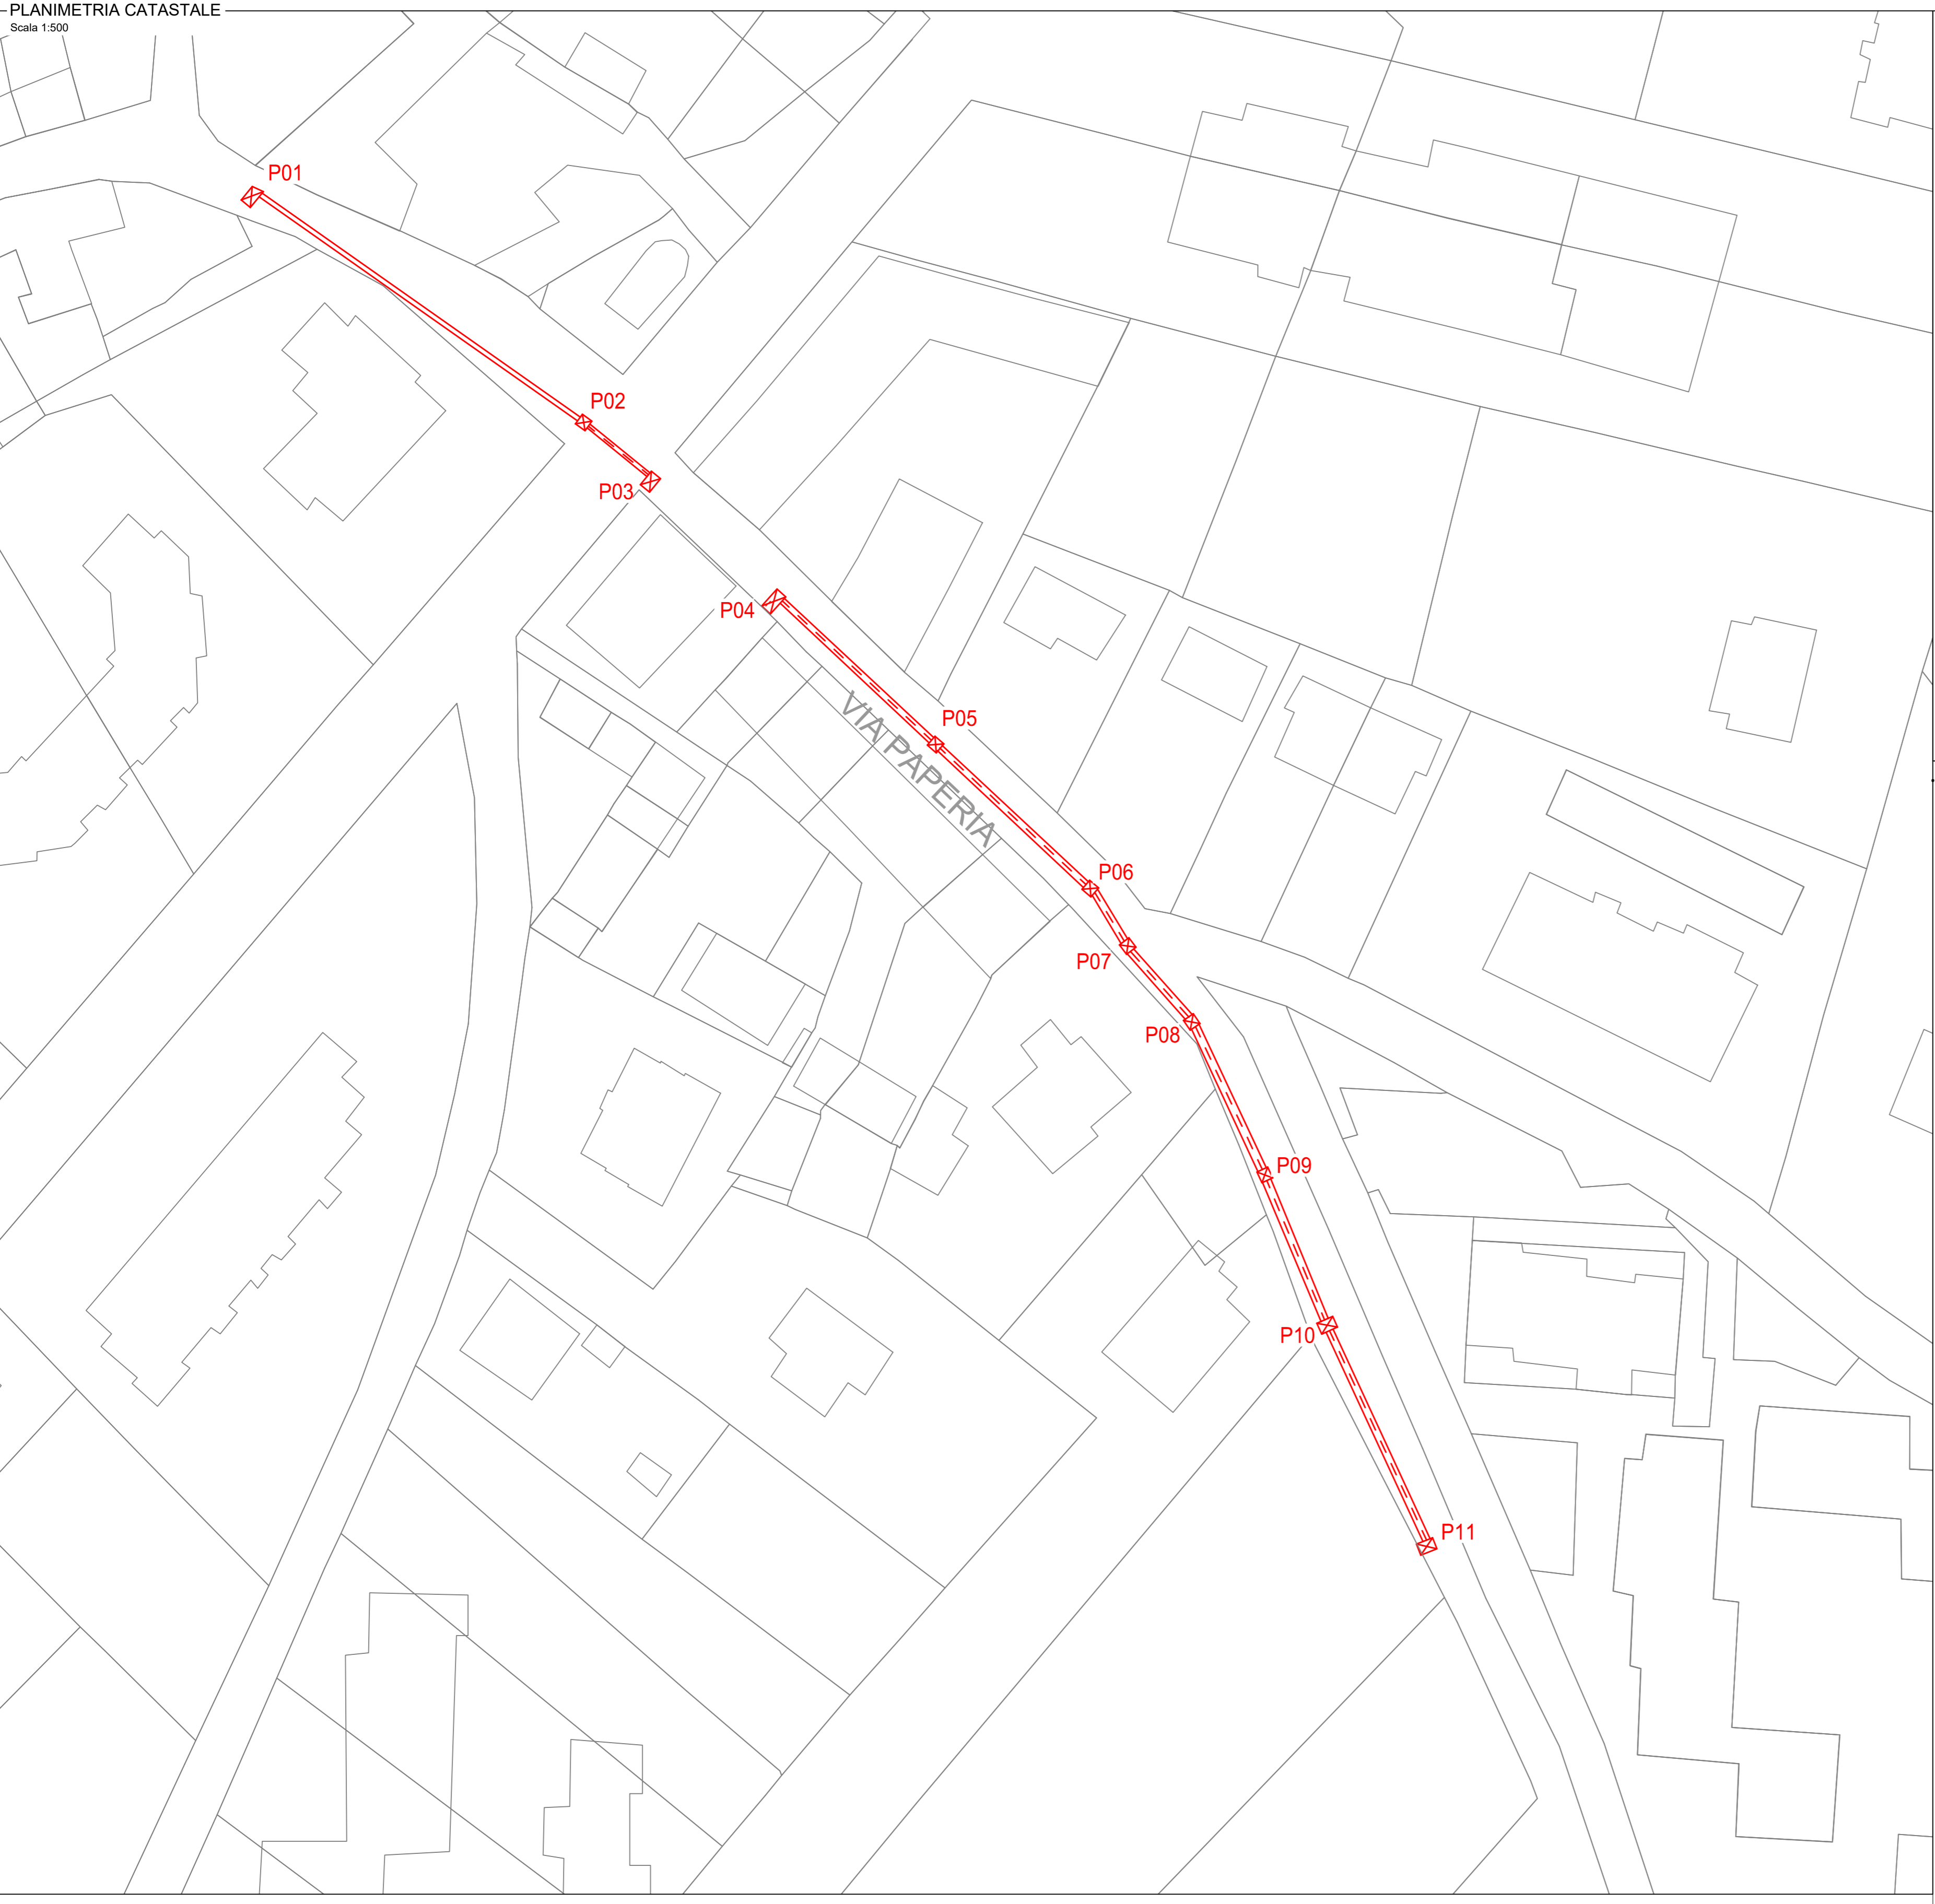 PLANIMETRIA CATASTALE
Scala 1:500
P01
P02
P03
P04
P05
VIA PAPERIA
P06
P07
P08
P09
P10
P11